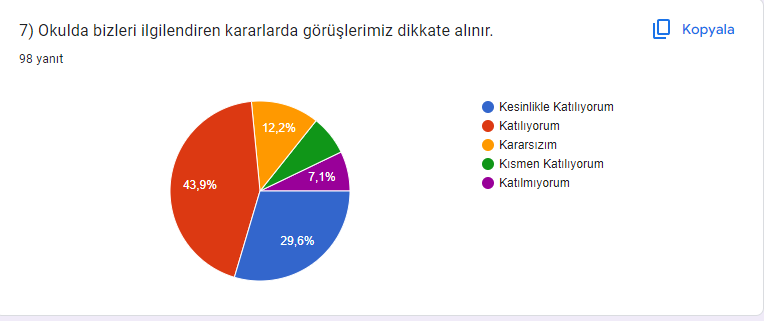 7) Okulda bizleri ilgilendiren kararlarda görüşlerimiz dikkate alınır.
Kopyala
98 yanıt
Kesinlikle Katılıyorum
Katılıyorum
Kararsızım
Kısmen Katılıyorum
Katılmıyorum
12,2%
7,1%
43,9%
29,6%